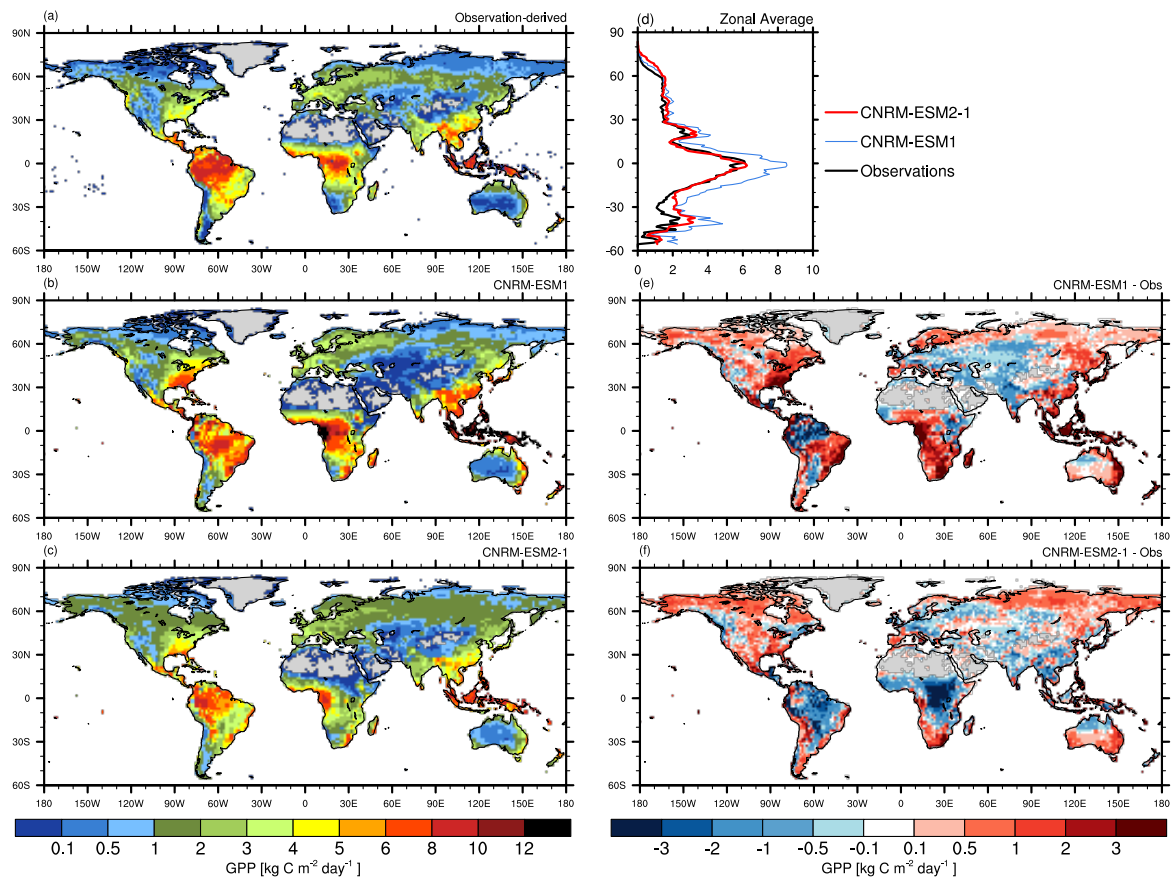 (a) Observation-derived
90N
60N
30N
0
30S
60S
180 150W 120W 90W 60W 30W 0 30E 60E 90E 120E 150E 180
(d) Zonal Average
90
60
30
0
-30
-60
0 2 4 6 8 10
CNRM-ESM2-1
CNRM-ESM1
Observations
(b) CNRM-ESM1
90N
60N
30N
0
30S
60S
180 150W 120W 90W 60W 30W 0 30E 60E 90E 120E 150E 180
(e) CNRM-ESM1 - Obs
90N
60N
30N
0
30S
60S
180 150W 120W 90W 60W 30W 0 30E 60E 90E 120E 150E 180
(c) CNRM-ESM2-1
90N
60N
30N
0
30S
60S
180 150W 120W 90W 60W 30W 0 30E 60E 90E 120E 150E 180
(f) CNRM-ESM2-1 - Obs
90N
60N
30N
0
30S
60S
180 150W 120W 90W 60W 30W 0 30E 60E 90E 120E 150E 180
0.1 0.5 1 2 3 4 5 6 8 10 12
GPP [kg C m⁻² day⁻¹]
-3 -2 -1 -0.5 -0.1 0.1 0.5 1 2 3
GPP [kg C m⁻² day⁻¹]